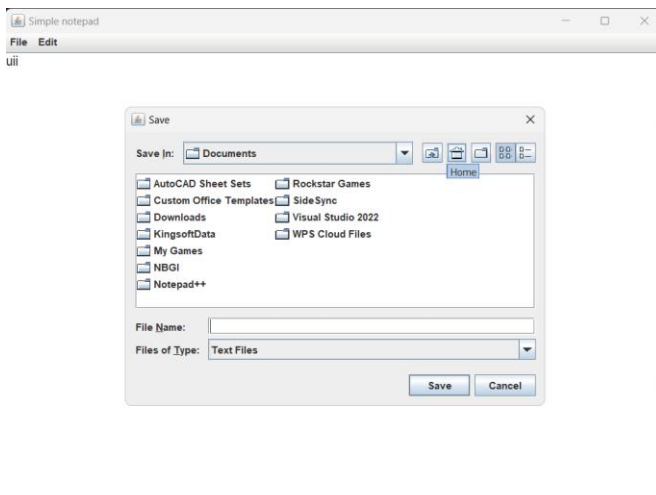 Simple notepad
File Edit
uii
Save
Save In: Documents
Home
AutoCAD Sheet Sets
Custom Office Templates
Downloads
KingsoftData
My Games
NBGI
Notepad++
Rockstar Games
SideSync
Visual Studio 2022
WPS Cloud Files
File Name:
Files of Type: Text Files
Save Cancel